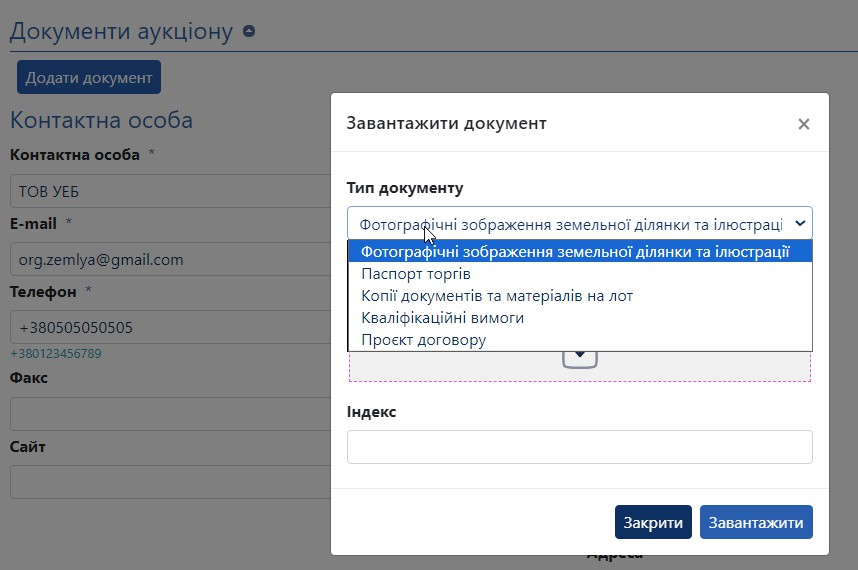 Документи аукціону
Додати документ
Контактна особа
Контактна особа *
ТОВ УЕБ
E-mail *
org.zemlya@gmail.com
Телефон *
+380505050505
+380123456789
Факс
Сайт
Завантажити документ
×
Тип документу
Фотографічні зображення земельної ділянки та ілюстраці
Фотографічні зображення земельної ділянки та ілюстрації
Паспорт торгів
Копії документів та матеріалів на лот
Кваліфікаційні вимоги
Проєкт договору
Індекс
Закрити
Завантажити
Адреса